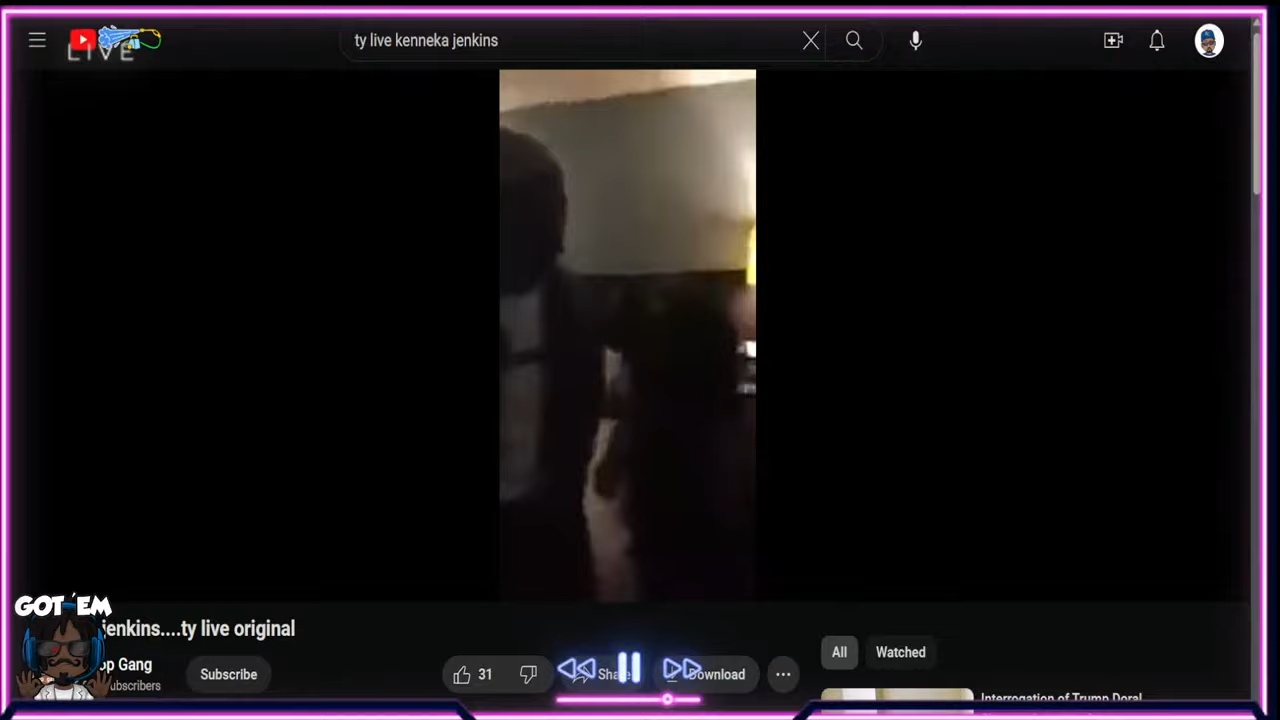 LIVE
ty live kenneka jenkins
GOT 'EM
jenkins....ty live original
op Gang
ubscribers
Subscribe
31
Share
Download
All
Watched
Interrogation of Trump Doral